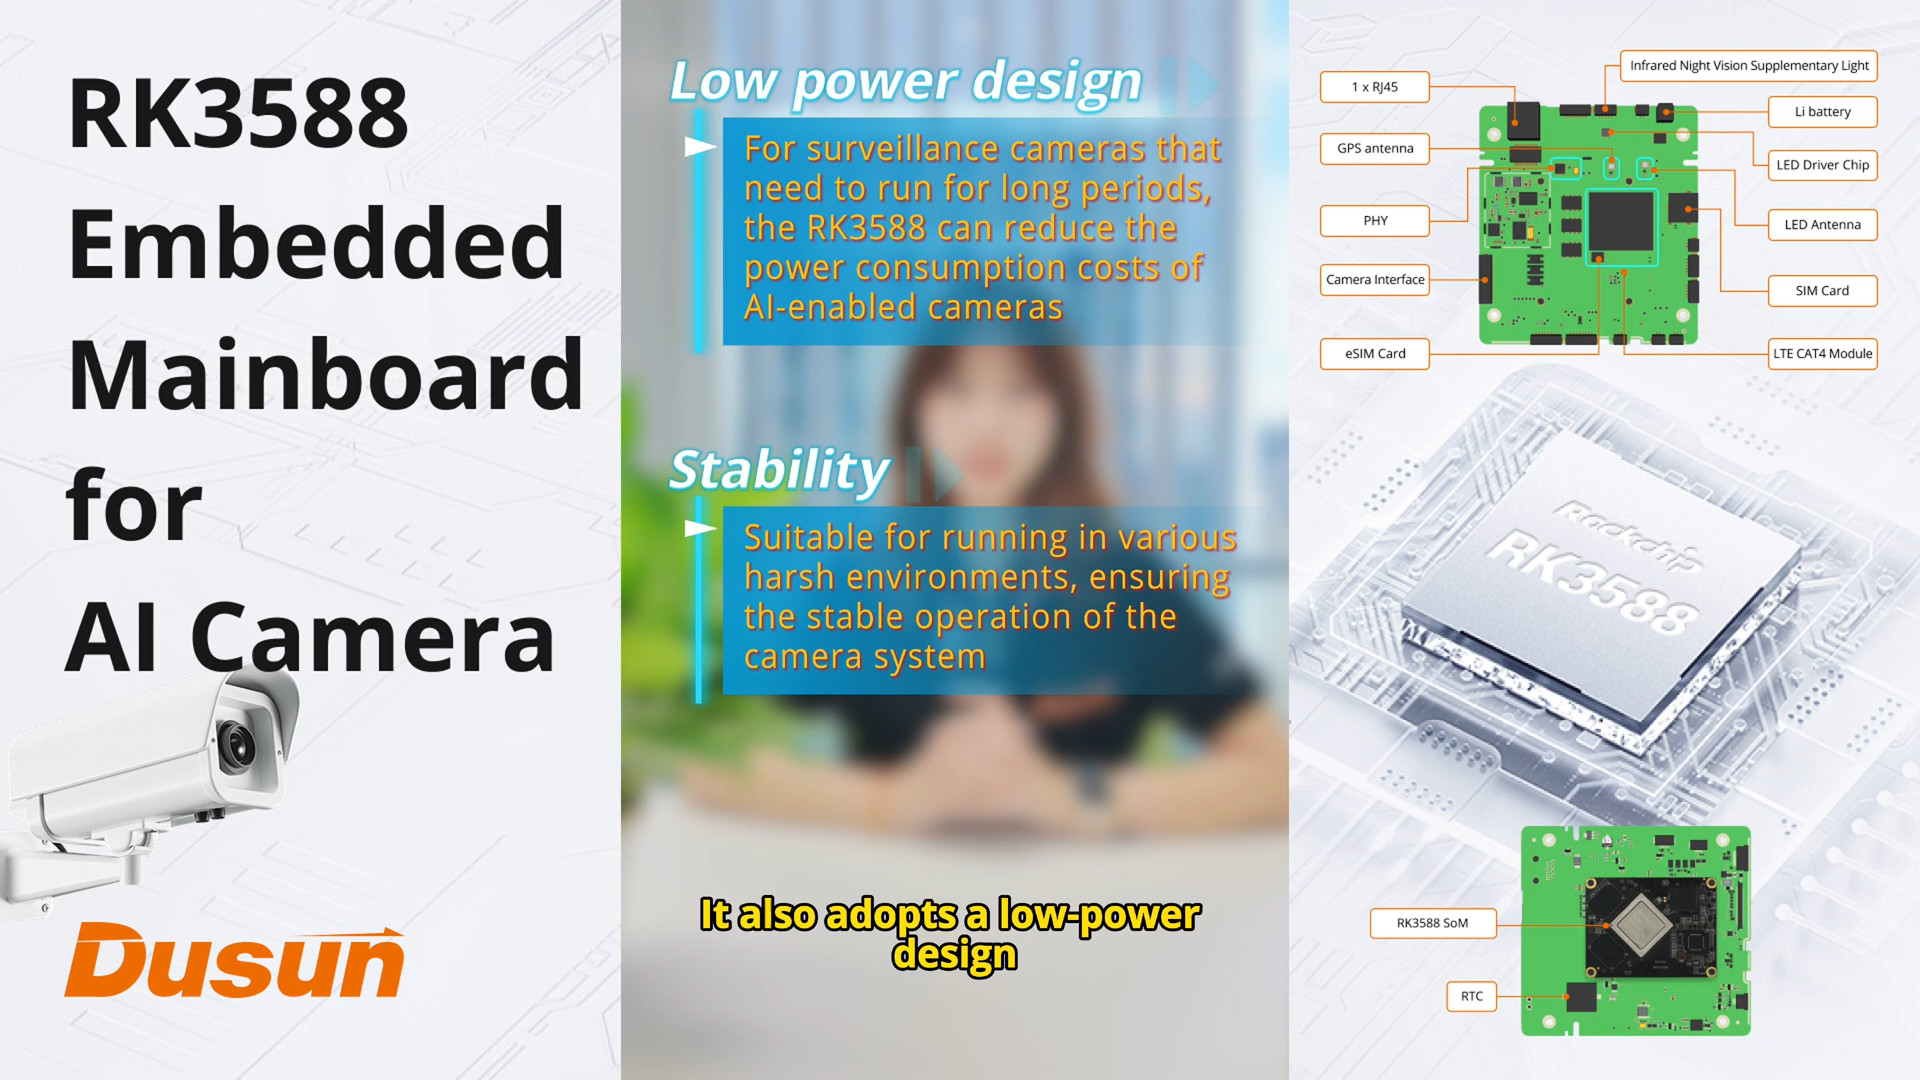 RK3588
Embedded
Mainboard
for
AI Camera
Dusun
Low power design
For surveillance cameras that
need to run for long periods,
the RK3588 can reduce the
power consumption costs of
AI-enabled cameras
Stability
Suitable for running in various
harsh environments, ensuring
the stable operation of the
camera system
It also adopts a low-power
design
Infrared Night Vision Supplementary Light
1 x RJ45
Li battery
GPS antenna
LED Driver Chip
PHY
LED Antenna
Camera Interface
SIM Card
eSIM Card
LTE CAT4 Module
Rockchip
RK3588
RK3588 SoM
RTC